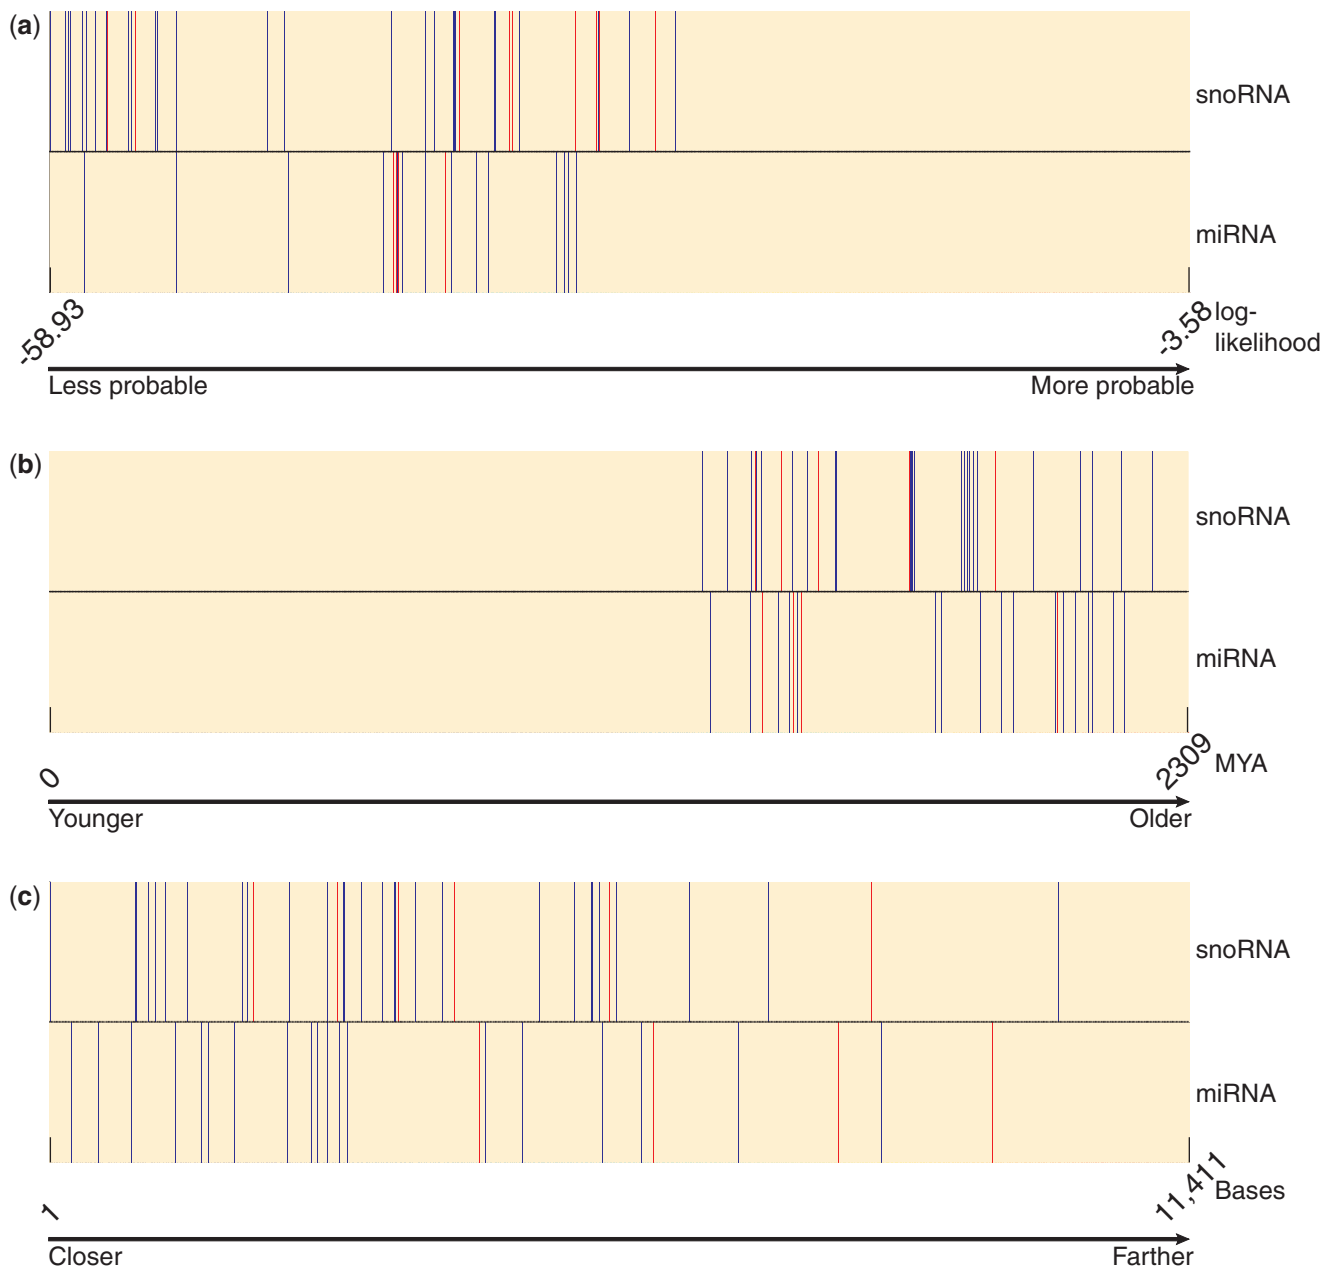 (a)
snoRNA
miRNA
-58.93
-3.58
log-
likelihood
Less probable
More probable
(b)
snoRNA
miRNA
0
2309
MYA
Younger
Older
(c)
snoRNA
miRNA
1
11,411
Bases
Closer
Farther